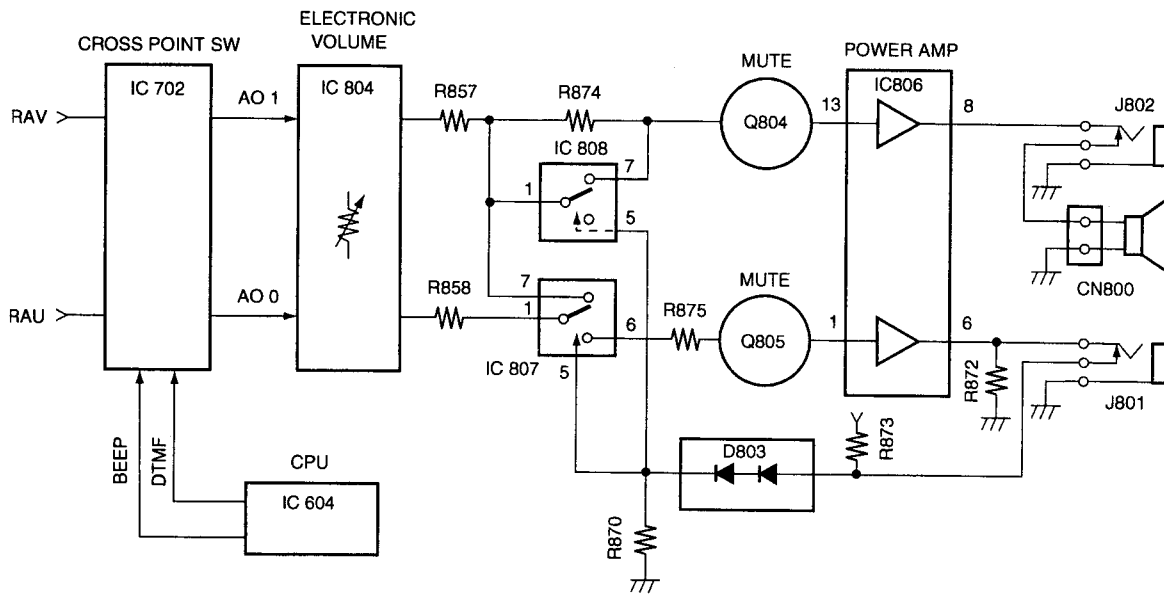 ELECTRONIC
VOLUME
CROSS POINT SW
POWER AMP
IC 702
IC 804
MUTE
IC806
RAV
AO 1
R857
R874
Q804
13
8
J802
IC 808
7
1
5
RAU
AO 0
R858
7
1
6
5
IC 807
R875
MUTE
Q805
1
6
CN800
R872
J801
BEEP
DTMF
CPU
IC 604
D803
R873
R870